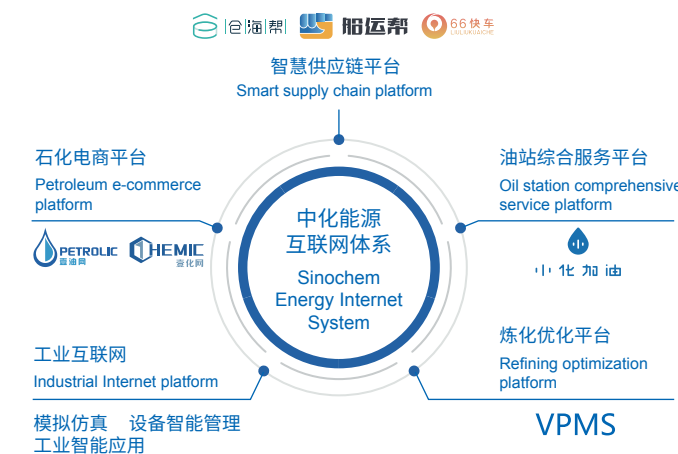 仓海帮
船运帮
66快车
LIULIUKUAICHE
智慧供应链平台
Smart supply chain platform
石化电商平台
Petroleum e-commerce
platform
PETROLIC
壹油网
CHEMIC
壹化网
油站综合服务平台
Oil station comprehensive
service platform
小化加油
中化能源
互联网体系
Sinochem
Energy Internet
System
工业互联网
Industrial Internet platform
模拟仿真 设备智能管理
工业智能应用
炼化优化平台
Refining optimization
platform
VPMS